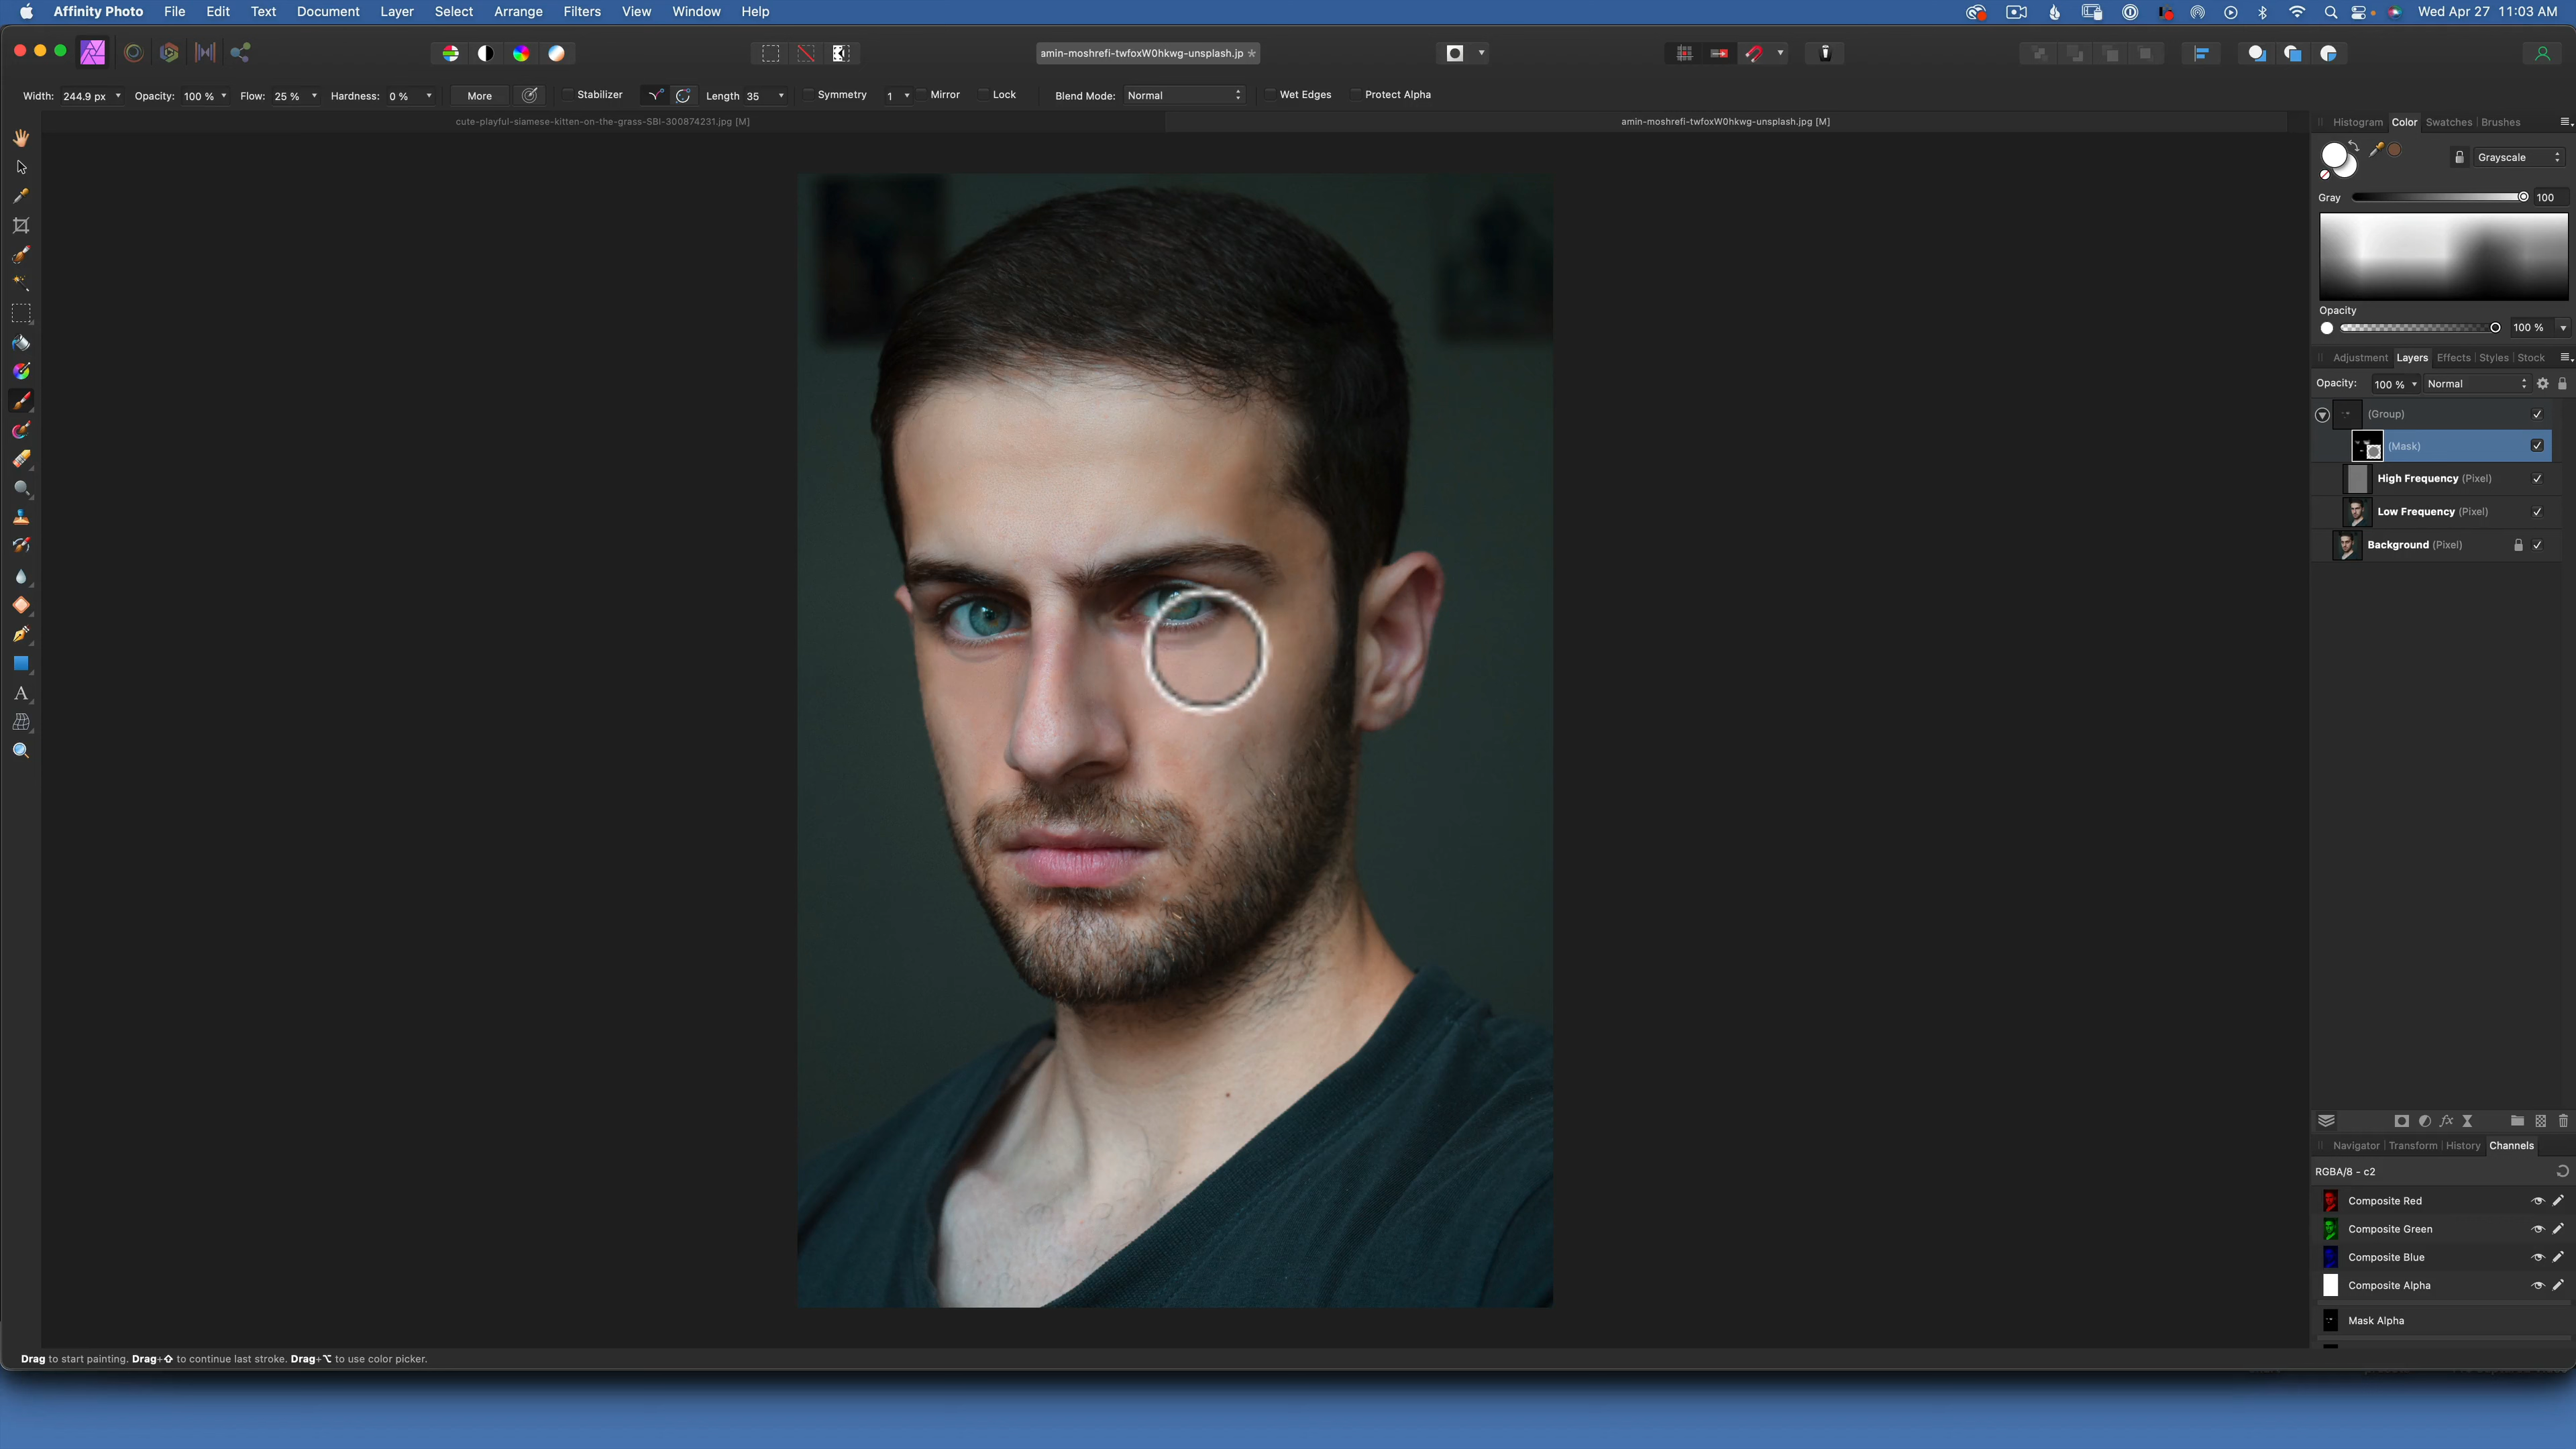 Affinity Photo File Edit Text Document Layer Select Arrange Filters View Window Help Wed Apr 27 11:03 AM
amin-moshrefi-twfoxW0hkwg-unsplash.jp
Width: 244.9 px Opacity: 100 % Flow: 25 % Hardness: 0 % More Stabilizer Length 35 Symmetry 1 Mirror Lock Blend Mode: Normal Wet Edges Protect Alpha
cute-playful-siamese-kitten-on-the-grass-SBI-300874231.jpg [M] amin-moshrefi-twfoxW0hkwg-unsplash.jpg [M]
Histogram Color Swatches Brushes
Grayscale
Gray 100
Opacity
100 %
Adjustment Layers Effects Styles Stock
Opacity: 100 % Normal
(Group)
(Mask)
High Frequency (Pixel)
Low Frequency (Pixel)
Background (Pixel)
fx
Navigator Transform History Channels
RGBA/8 - c2
Composite Red
Composite Green
Composite Blue
Composite Alpha
Mask Alpha
Drag to start painting. Drag+⇧ to continue last stroke. Drag+⌥ to use color picker.